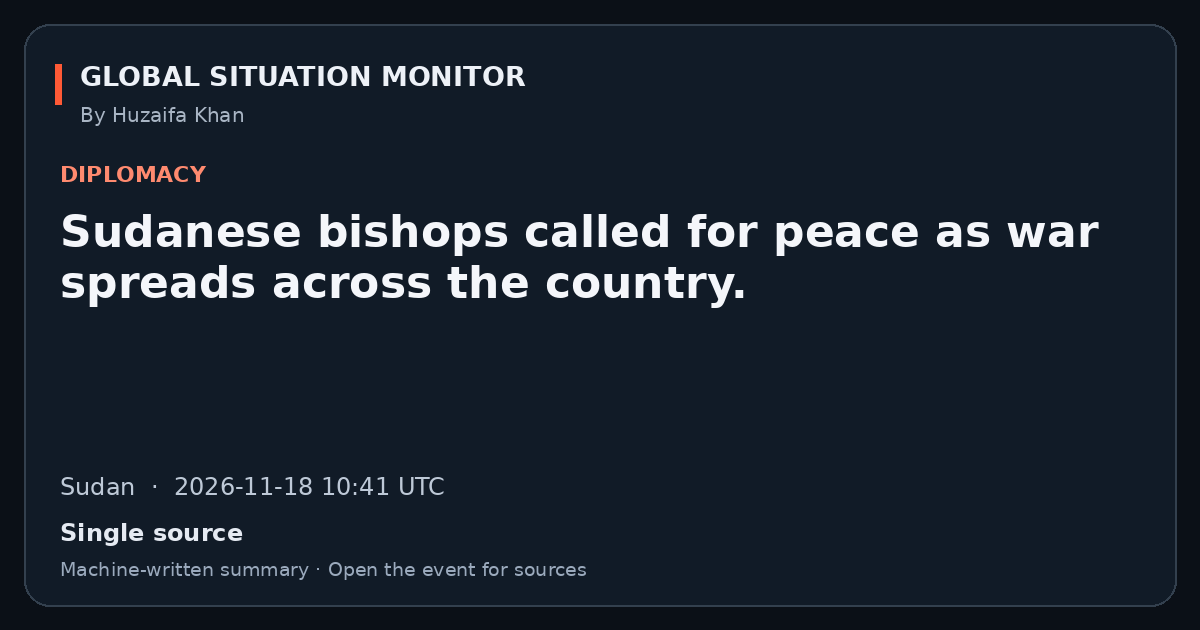 GLOBAL SITUATION MONITOR
By Huzaifa Khan
DIPLOMACY
Sudanese bishops called for peace as war
spreads across the country.
Sudan · 2026-11-18 10:41 UTC
Single source
Machine-written summary · Open the event for sources